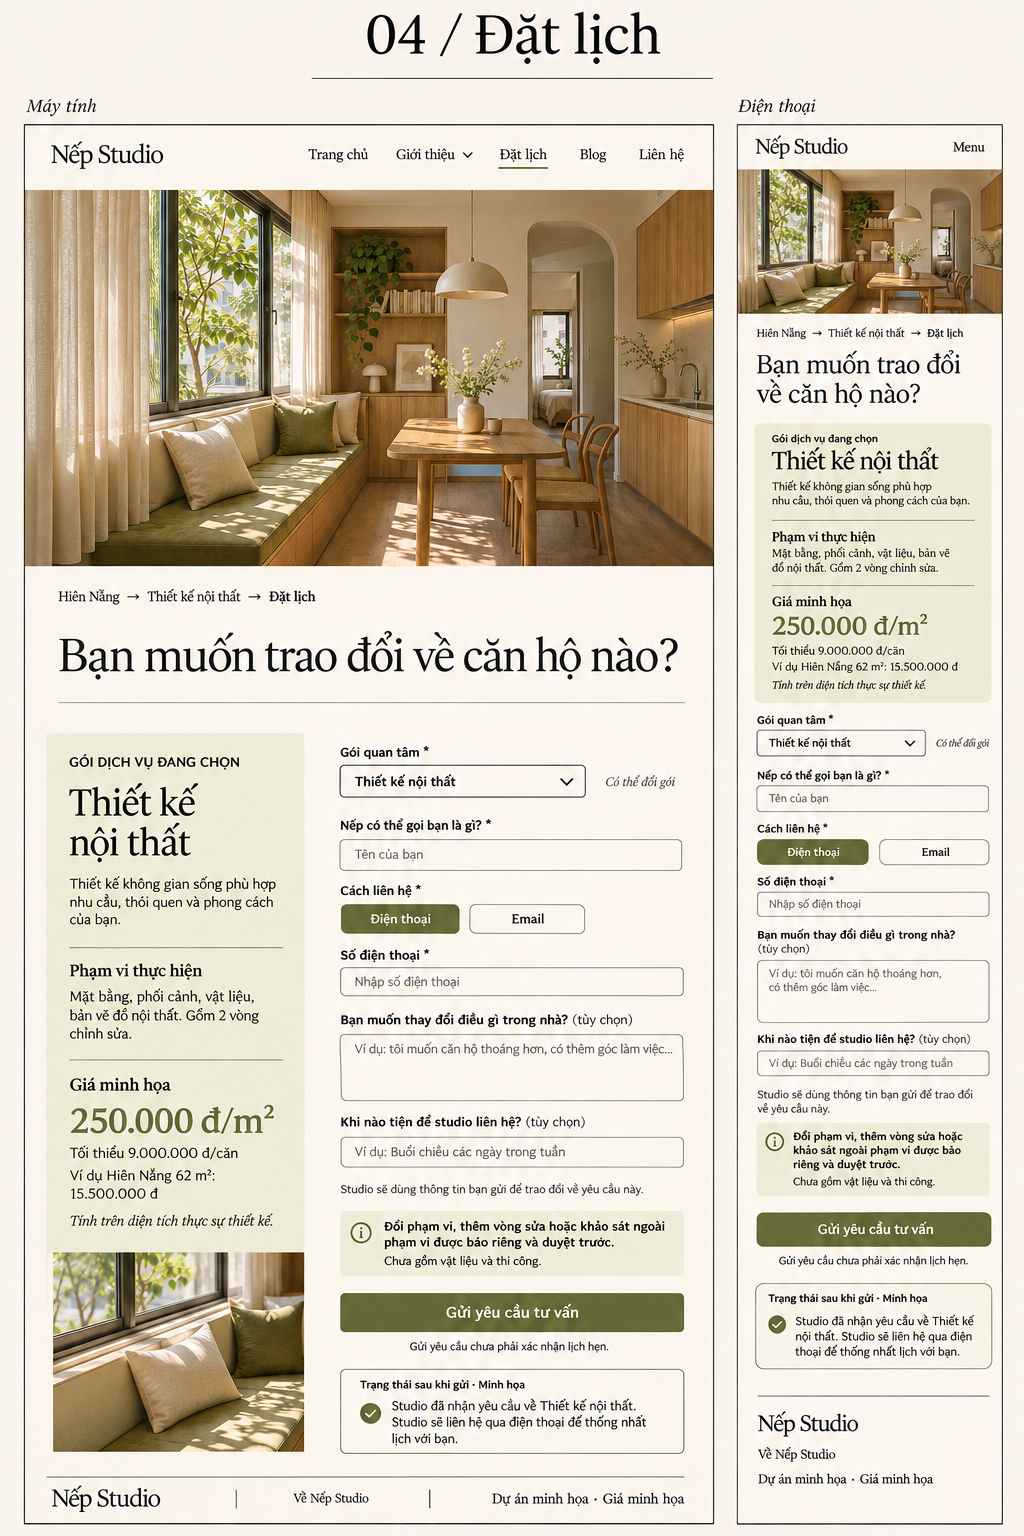 04 / Đặt lịch
Máy tính
Nếp Studio
Trang chủ
Giới thiệu
Đặt lịch
Blog
Liên hệ
Hiên Nắng → Thiết kế nội thất → Đặt lịch
Bạn muốn trao đổi về căn hộ nào?
GÓI DỊCH VỤ ĐANG CHỌN
Thiết kế
nội thất
Thiết kế không gian sống phù hợp
nhu cầu, thói quen và phong cách
của bạn.
Phạm vi thực hiện
Mặt bằng, phối cảnh, vật liệu,
bản vẽ đồ nội thất. Gồm 2 vòng
chỉnh sửa.
Giá minh họa
250.000 đ/m²
Tối thiểu 9.000.000 đ/căn
Ví dụ Hiên Nắng 62 m²:
15.500.000 đ
Tính trên diện tích thực sự thiết kế.
Gói quan tâm *
Thiết kế nội thất
Có thể đổi gói
Nếp có thể gọi bạn là gì? *
Tên của bạn
Cách liên hệ *
Điện thoại
Email
Số điện thoại *
Nhập số điện thoại
Bạn muốn thay đổi điều gì trong nhà? (tùy chọn)
Ví dụ: tôi muốn căn hộ thoáng hơn, có thêm góc làm việc...
Khi nào tiện để studio liên hệ? (tùy chọn)
Ví dụ: Buổi chiều các ngày trong tuần
Studio sẽ dùng thông tin bạn gửi để trao đổi về yêu cầu này.
Đổi phạm vi, thêm vòng sửa hoặc khảo sát ngoài
phạm vi được báo riêng và duyệt trước.
Chưa gồm vật liệu và thi công.
Gửi yêu cầu tư vấn
Gửi yêu cầu chưa phải xác nhận lịch hẹn.
Trạng thái sau khi gửi · Minh họa
Studio đã nhận yêu cầu về Thiết kế nội thất.
Studio sẽ liên hệ qua điện thoại để thống nhất
lịch với bạn.
Nếp Studio
Về Nếp Studio
Dự án minh họa · Giá minh họa
Điện thoại
Nếp Studio
Menu
Hiên Nắng → Thiết kế nội thất → Đặt lịch
Bạn muốn trao đổi
về căn hộ nào?
Gói dịch vụ đang chọn
Thiết kế nội thất
Thiết kế không gian sống phù hợp
nhu cầu, thói quen và phong cách của bạn.
Phạm vi thực hiện
Mặt bằng, phối cảnh, vật liệu, bản vẽ
đồ nội thất. Gồm 2 vòng chỉnh sửa.
Giá minh họa
250.000 đ/m²
Tối thiểu 9.000.000 đ/căn
Ví dụ Hiên Nắng 62 m²: 15.500.000 đ
Tính trên diện tích thực sự thiết kế.
Gói quan tâm *
Thiết kế nội thất
Có thể đổi gói
Nếp có thể gọi bạn là gì? *
Tên của bạn
Cách liên hệ *
Điện thoại
Email
Số điện thoại *
Nhập số điện thoại
Bạn muốn thay đổi điều gì trong nhà?
(tùy chọn)
Ví dụ: tôi muốn căn hộ thoáng hơn,
có thêm góc làm việc...
Khi nào tiện để studio liên hệ? (tùy chọn)
Ví dụ: Buổi chiều các ngày trong tuần
Studio sẽ dùng thông tin bạn gửi để trao đổi
về yêu cầu này.
Đổi phạm vi, thêm vòng sửa hoặc
khảo sát ngoài phạm vi được báo
riêng và duyệt trước.
Chưa gồm vật liệu và thi công.
Gửi yêu cầu tư vấn
Gửi yêu cầu chưa phải xác nhận lịch hẹn.
Trạng thái sau khi gửi · Minh họa
Studio đã nhận yêu cầu về Thiết kế
nội thất. Studio sẽ liên hệ qua điện
thoại để thống nhất lịch với bạn.
Nếp Studio
Về Nếp Studio
Dự án minh họa · Giá minh họa